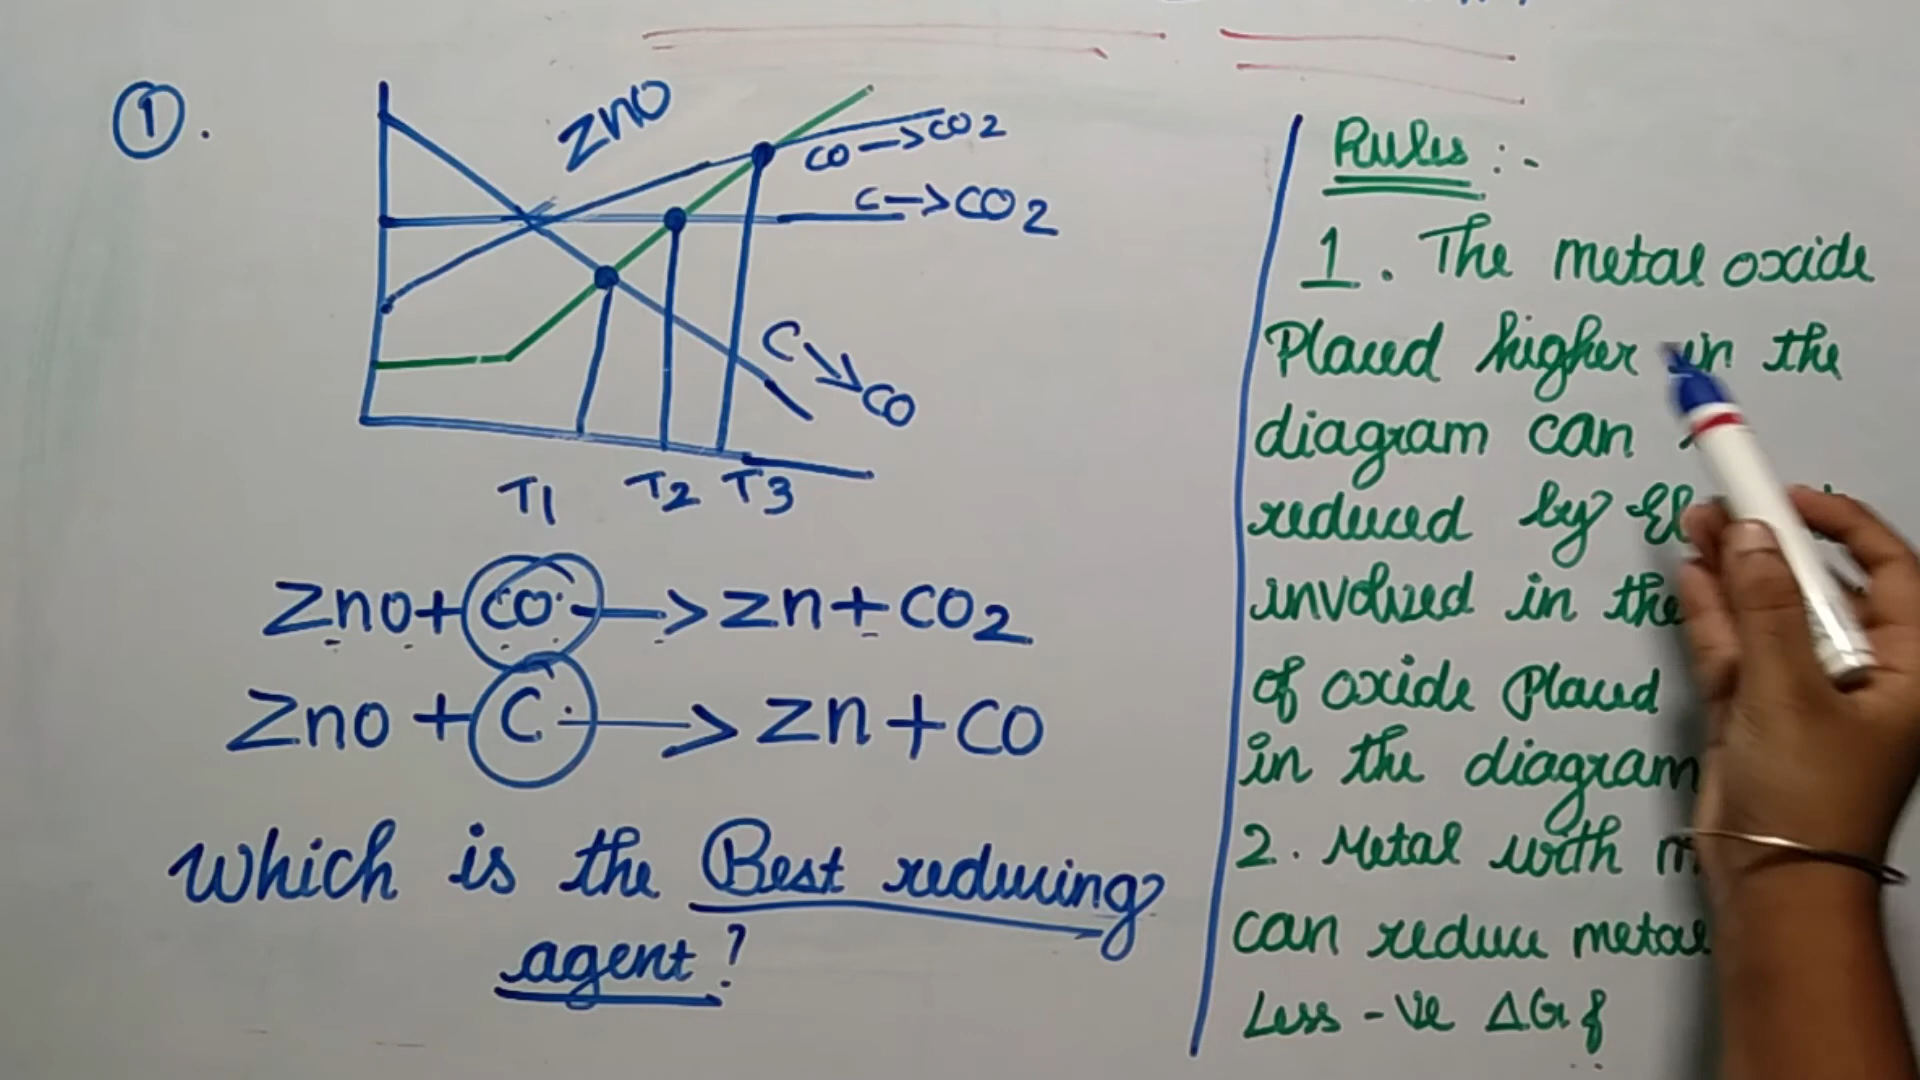 ①.
ZnO
CO → CO2
C → CO2
C → CO
T1 T2 T3
ZnO + CO → Zn + CO2
ZnO + C → Zn + CO
Which is the Best reducing
agent?
Rules :-
1. The metal oxide
Placed higher in the
diagram can
reduced by
involved in the
of oxide Placed
in the diagram
2. Metal with
can reduce metal
Less -ve ΔG f